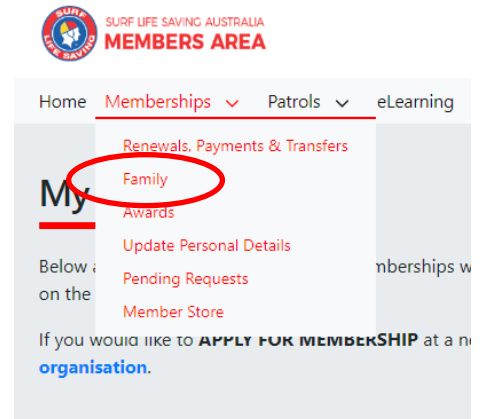 SURF
LIFE SAVING
SURF LIFE SAVING AUSTRALIA
MEMBERS AREA
Home Memberships Patrols eLearning
Renewals, Payments & Transfers
Family
My
Awards
Update Personal Details
Below
mberships w
Pending Requests
on the
Member Store
If you would like to APPLY FOR MEMBERSHIP at a
organisation.